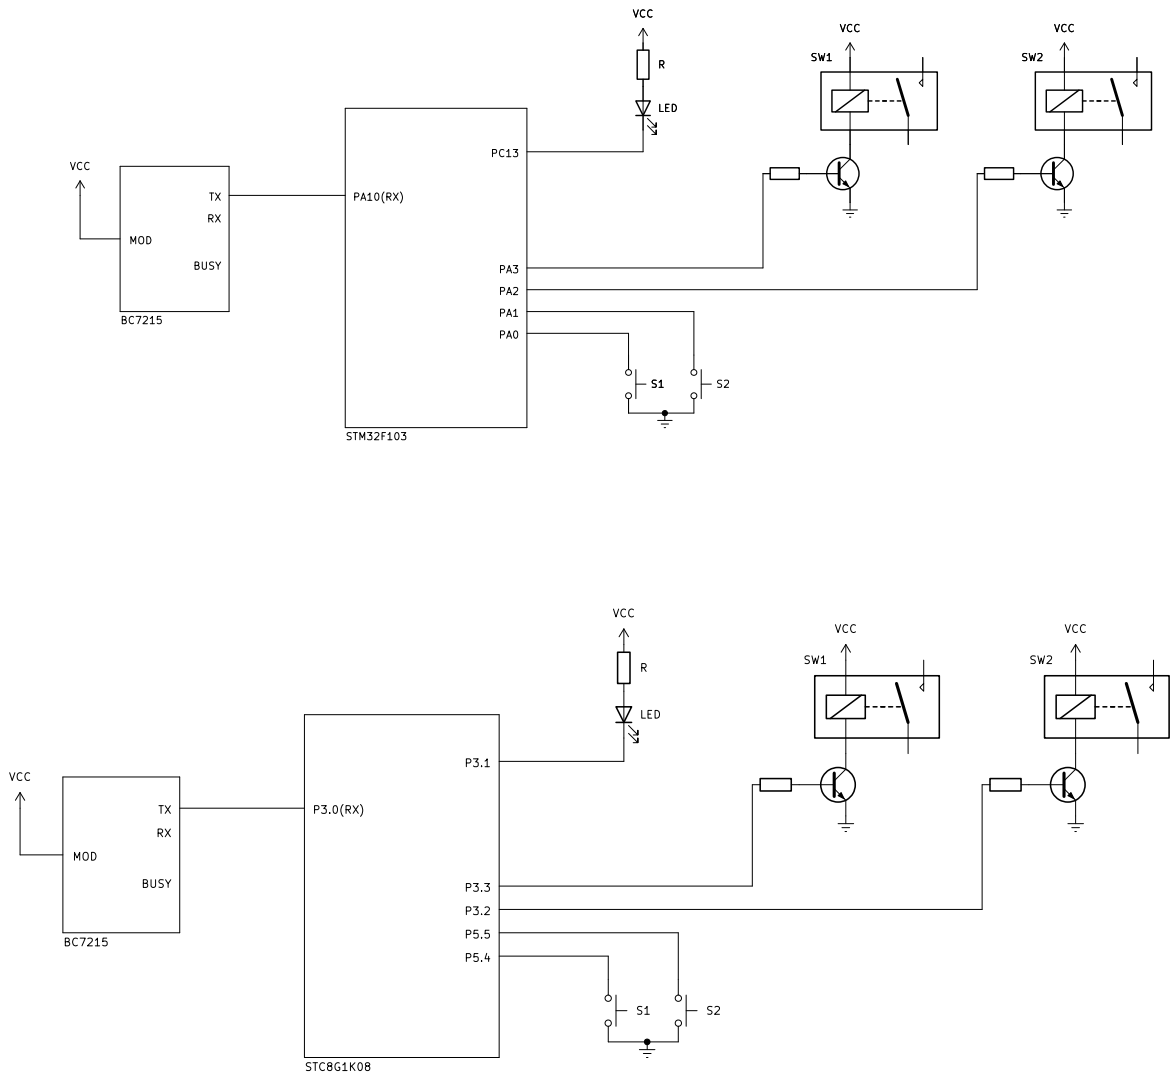 VCC
R
LED
VCC
SW1
VCC
SW2
PC13
VCC
TX
RX
MOD
BUSY
BC7215
PA10(RX)
PA3
PA2
PA1
PA0
S1
S2
STM32F103
VCC
R
LED
VCC
SW1
VCC
SW2
P3.1
VCC
TX
RX
MOD
BUSY
BC7215
P3.0(RX)
P3.3
P3.2
P5.5
P5.4
S1
S2
STC8G1K08